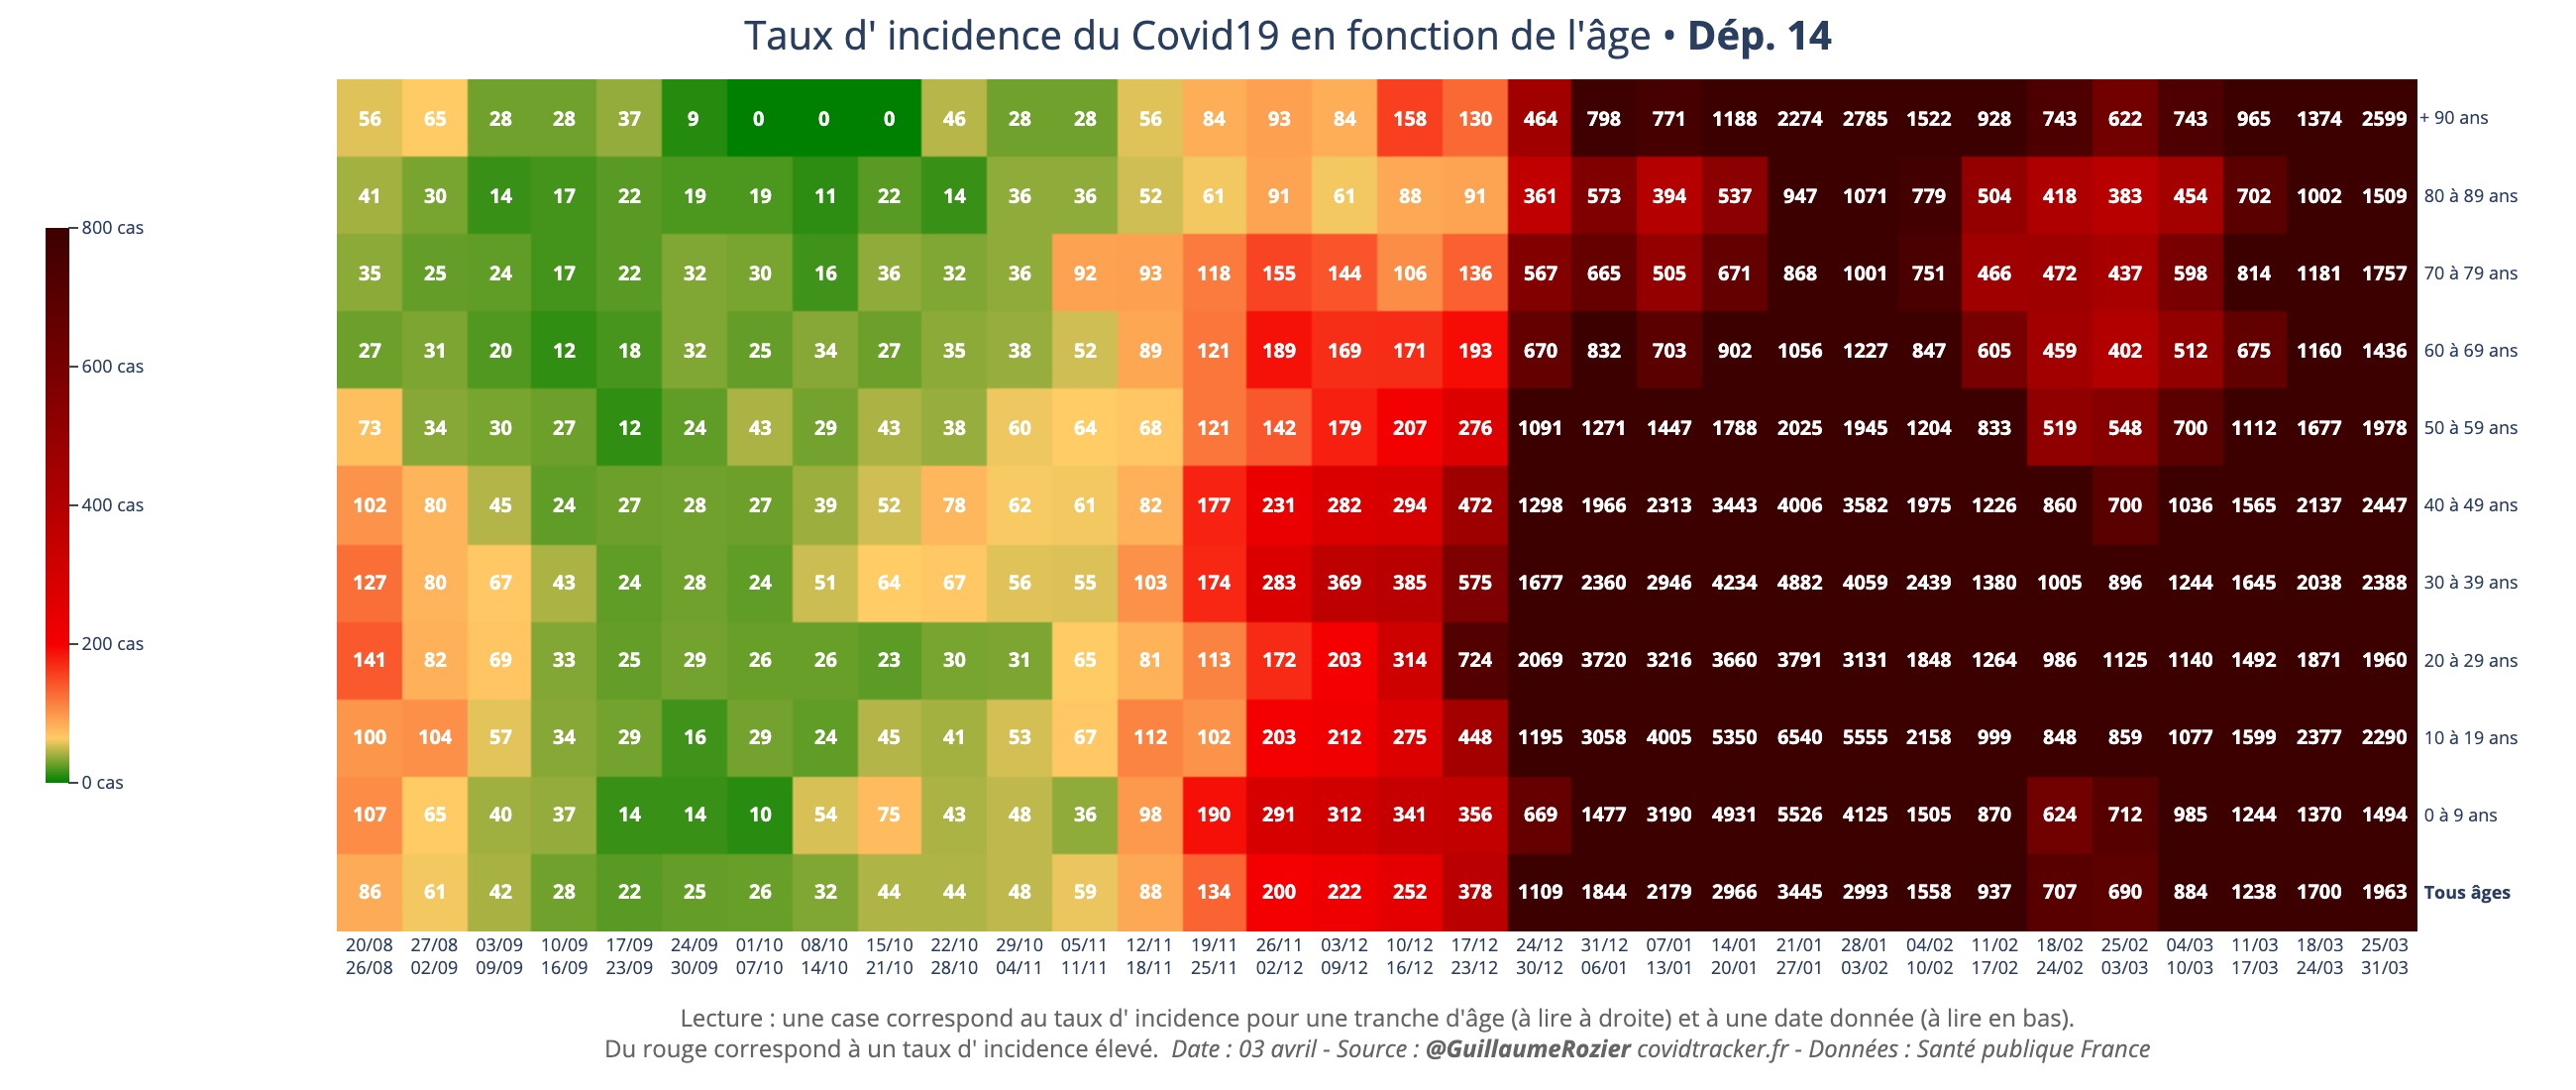 Taux d' incidence du Covid19 en fonction de l'âge • Dép. 14
56 65 28 28 37 9 0 0 0 46 28 28 56 84 93 84 158 130 464 798 771 1188 2274 2785 1522 928 743 622 743 965 1374 2599 + 90 ans
41 30 14 17 22 19 19 11 22 14 36 36 52 61 91 61 88 91 361 573 394 537 947 1071 779 504 418 383 454 702 1002 1509 80 à 89 ans
800 cas
35 25 24 17 22 32 30 16 36 32 36 92 93 118 155 144 106 136 567 665 505 671 868 1001 751 466 472 437 598 814 1181 1757 70 à 79 ans
27 31 20 12 18 32 25 34 27 35 38 52 89 121 189 169 171 193 670 832 703 902 1056 1227 847 605 459 402 512 675 1160 1436 60 à 69 ans
600 cas
73 34 30 27 12 24 43 29 43 38 60 64 68 121 142 179 207 276 1091 1271 1447 1788 2025 1945 1204 833 519 548 700 1112 1677 1978 50 à 59 ans
400 cas
102 80 45 24 27 28 27 39 52 78 62 61 82 177 231 282 294 472 1298 1966 2313 3443 4006 3582 1975 1226 860 700 1036 1565 2137 2447 40 à 49 ans
127 80 67 43 24 28 24 51 64 67 56 55 103 174 283 369 385 575 1677 2360 2946 4234 4882 4059 2439 1380 1005 896 1244 1645 2038 2388 30 à 39 ans
200 cas
141 82 69 33 25 29 26 26 23 30 31 65 81 113 172 203 314 724 2069 3720 3216 3660 3791 3131 1848 1264 986 1125 1140 1492 1871 1960 20 à 29 ans
100 104 57 34 29 16 29 24 45 41 53 67 112 102 203 212 275 448 1195 3058 4005 5350 6540 5555 2158 999 848 859 1077 1599 2377 2290 10 à 19 ans
0 cas
107 65 40 37 14 14 10 54 75 43 48 36 98 190 291 312 341 356 669 1477 3190 4931 5526 4125 1505 870 624 712 985 1244 1370 1494 0 à 9 ans
86 61 42 28 22 25 26 32 44 44 48 59 88 134 200 222 252 378 1109 1844 2179 2966 3445 2993 1558 937 707 690 884 1238 1700 1963 Tous âges
20/08 27/08 03/09 10/09 17/09 24/09 01/10 08/10 15/10 22/10 29/10 05/11 12/11 19/11 26/11 03/12 10/12 17/12 24/12 31/12 07/01 14/01 21/01 28/01 04/02 11/02 18/02 25/02 04/03 11/03 18/03 25/03
26/08 02/09 09/09 16/09 23/09 30/09 07/10 14/10 21/10 28/10 04/11 11/11 18/11 25/11 02/12 09/12 16/12 23/12 30/12 06/01 13/01 20/01 27/01 03/02 10/02 17/02 24/02 03/03 10/03 17/03 24/03 31/03
Lecture : une case correspond au taux d' incidence pour une tranche d'âge (à lire à droite) et à une date donnée (à lire en bas).
Du rouge correspond à un taux d' incidence élevé. Date : 03 avril - Source : @GuillaumeRozier covidtracker.fr - Données : Santé publique France